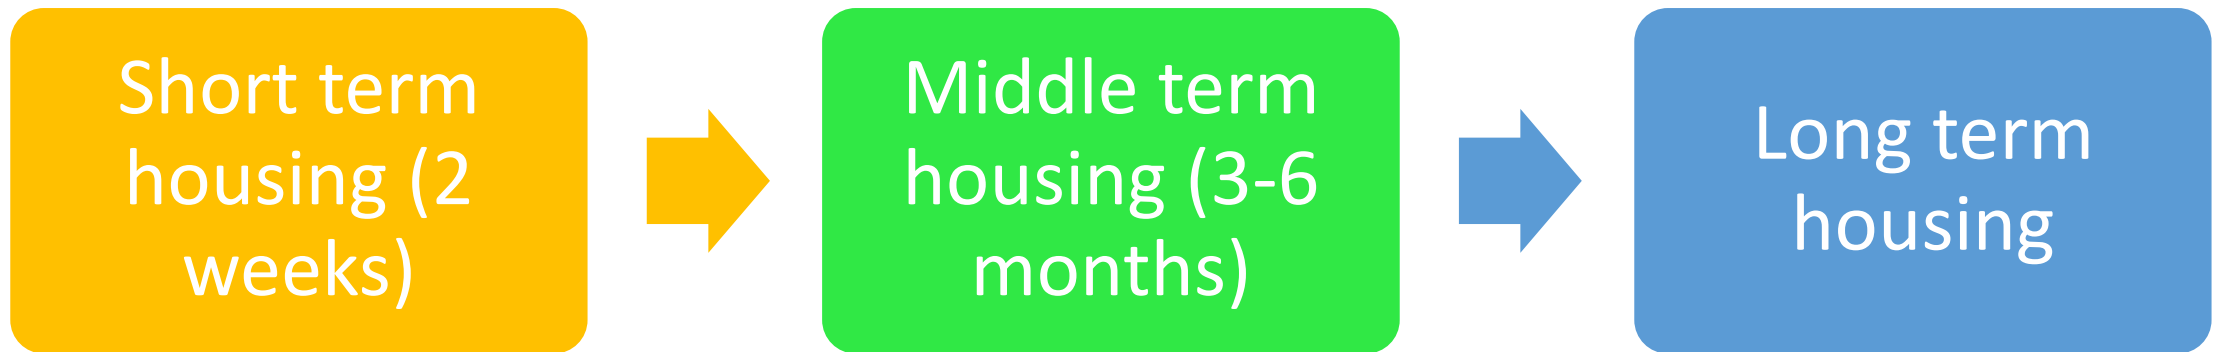 Short term
housing (2
weeks)
Middle term
housing (3-6
months)
Long term
housing